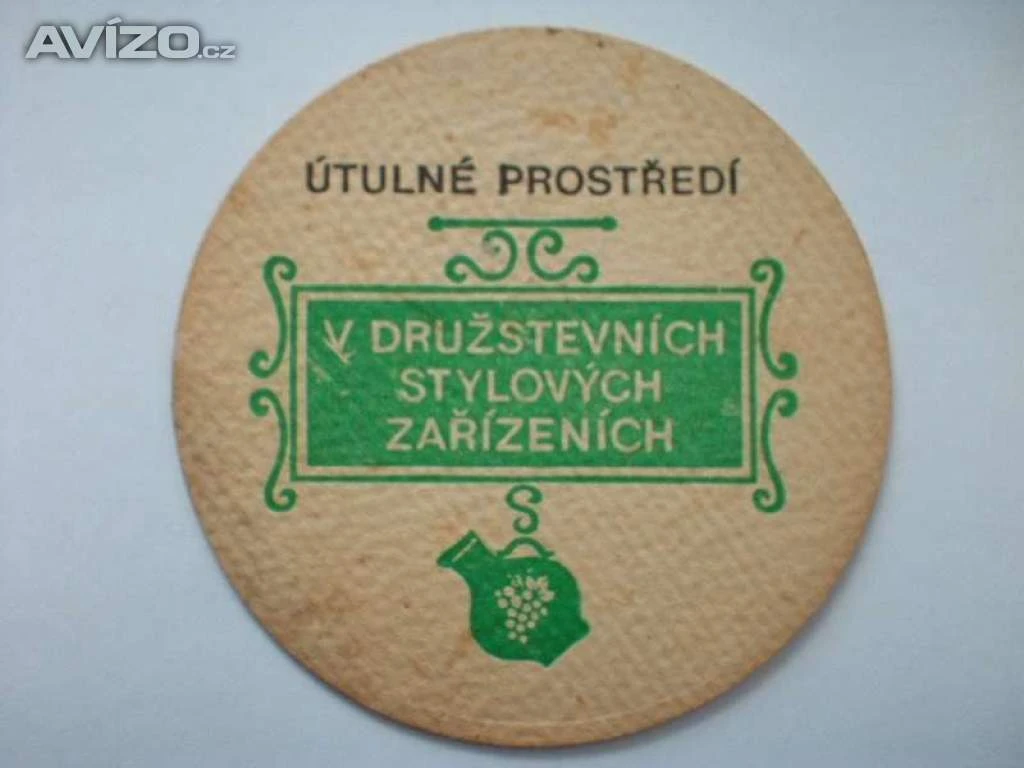 AVÍZO.cz
ÚTULNÉ PROSTŘEDÍ
V DRUŽSTEVNÍCH
STYLOVÝCH
ZAŘÍZENÍCH